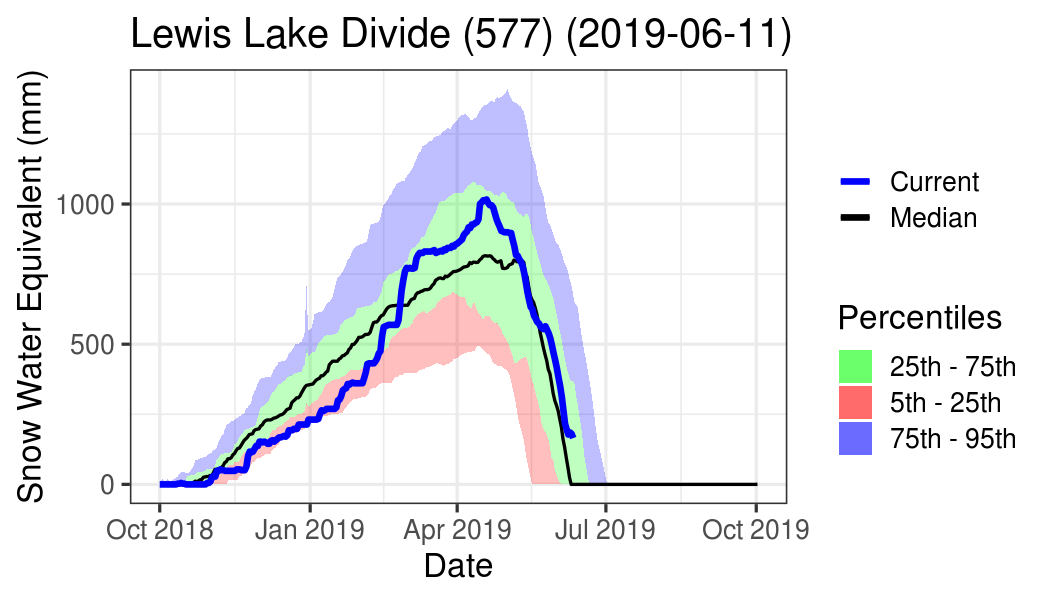 Lewis Lake Divide (577) (2019-06-11)
Snow Water Equivalent (mm)
1000
500
0
Oct 2018
Jan 2019
Apr 2019
Jul 2019
Oct 2019
Date
Current
Median
Percentiles
25th - 75th
5th - 25th
75th - 95th